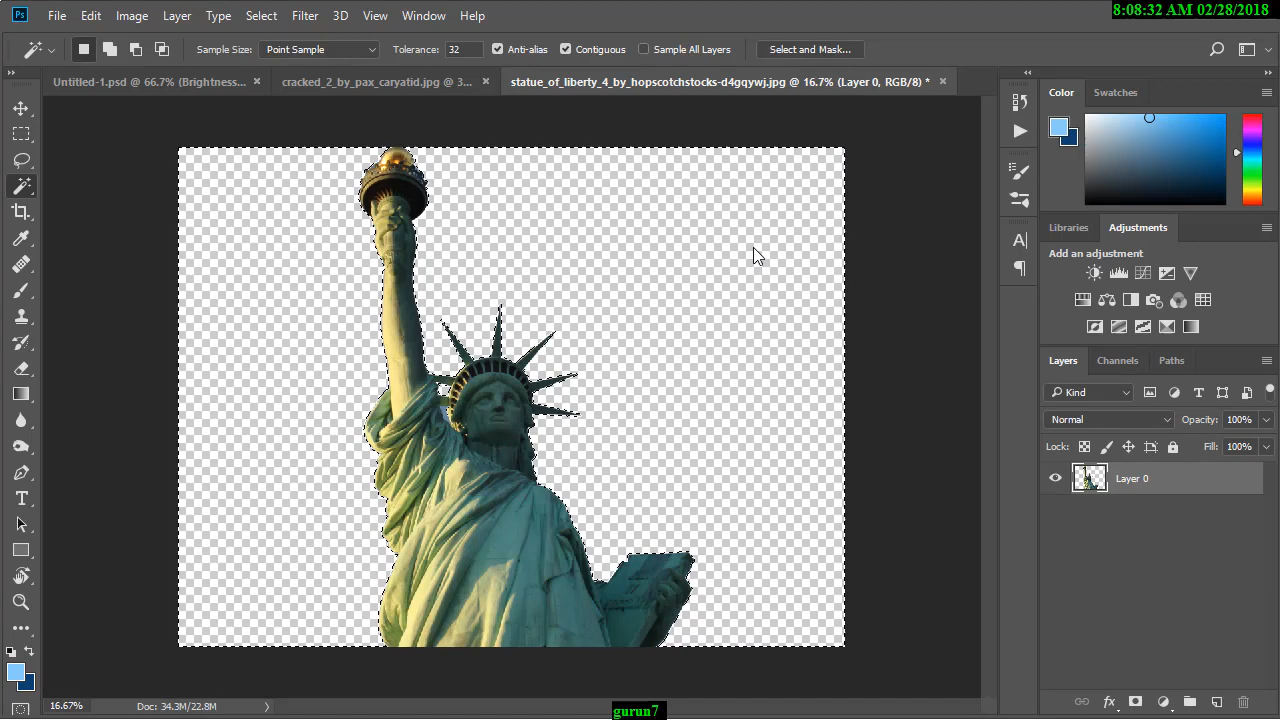 8:08:32 AM 02/28/2018
Ps File Edit Image Layer Type Select Filter 3D View Window Help
Sample Size: Point Sample Tolerance: 32 Anti-alias Contiguous Sample All Layers Select and Mask...
Untitled-1.psd @ 66.7% (Brightness... × cracked_2_by_pax_caryatid.jpg @ 3... × statue_of_liberty_4_by_hopscotchstocks-d4gqywj.jpg @ 16.7% (Layer 0, RGB/8) * ×
Color Swatches
Libraries Adjustments
Add an adjustment
Layers Channels Paths
Kind
Normal Opacity: 100%
Lock: Fill: 100%
Layer 0
16.67% Doc: 34.3M/22.8M
gurun7